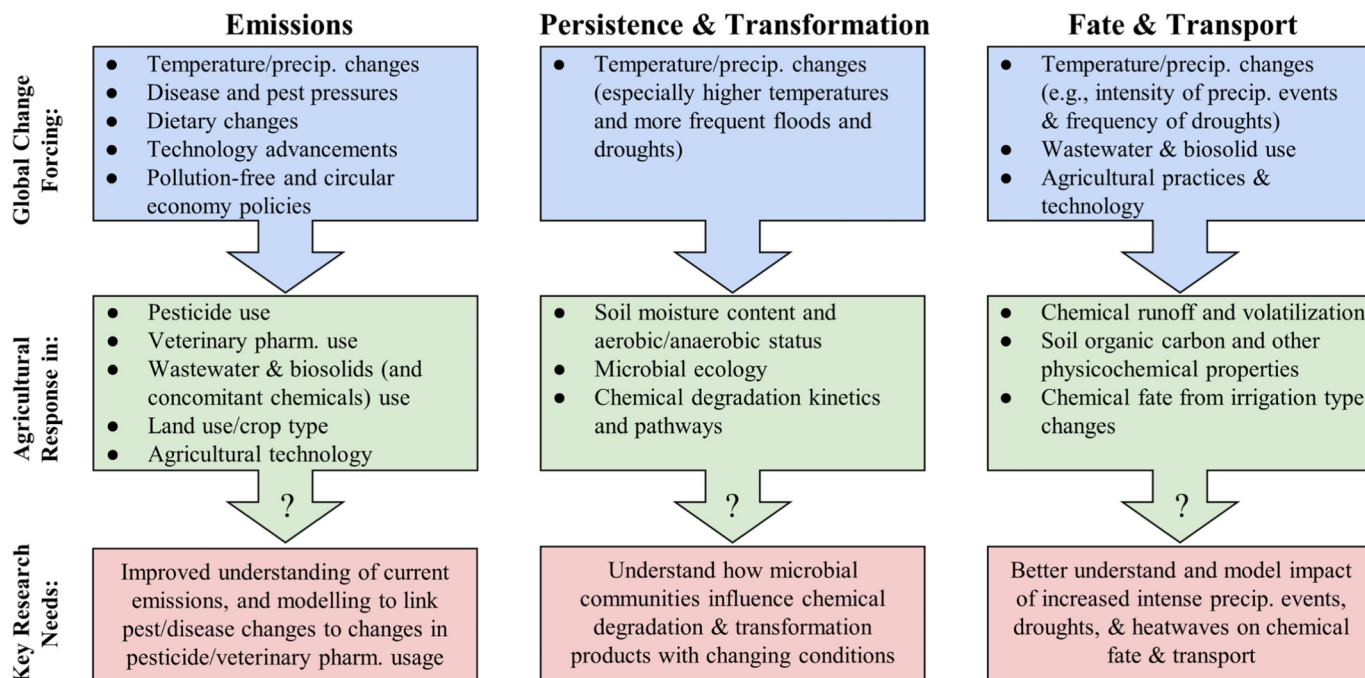 Emissions
Persistence & Transformation
Fate & Transport
Global Change
Forcing:
● Temperature/precip. changes
● Disease and pest pressures
● Dietary changes
● Technology advancements
● Pollution-free and circular
economy policies
● Temperature/precip. changes
(especially higher temperatures
and more frequent floods and
droughts)
● Temperature/precip. changes
(e.g., intensity of precip. events
& frequency of droughts)
● Wastewater & biosolid use
● Agricultural practices &
technology
Agricultural
Response in:
● Pesticide use
● Veterinary pharm. use
● Wastewater & biosolids (and
concomitant chemicals) use
● Land use/crop type
● Agricultural technology
● Soil moisture content and
aerobic/anaerobic status
● Microbial ecology
● Chemical degradation kinetics
and pathways
● Chemical runoff and volatilization
● Soil organic carbon and other
physicochemical properties
● Chemical fate from irrigation type
changes
?
?
?
Key Research
Needs:
Improved understanding of current
emissions, and modelling to link
pest/disease changes to changes in
pesticide/veterinary pharm. usage
Understand how microbial
communities influence chemical
degradation & transformation
products with changing conditions
Better understand and model impact
of increased intense precip. events,
droughts, & heatwaves on chemical
fate & transport